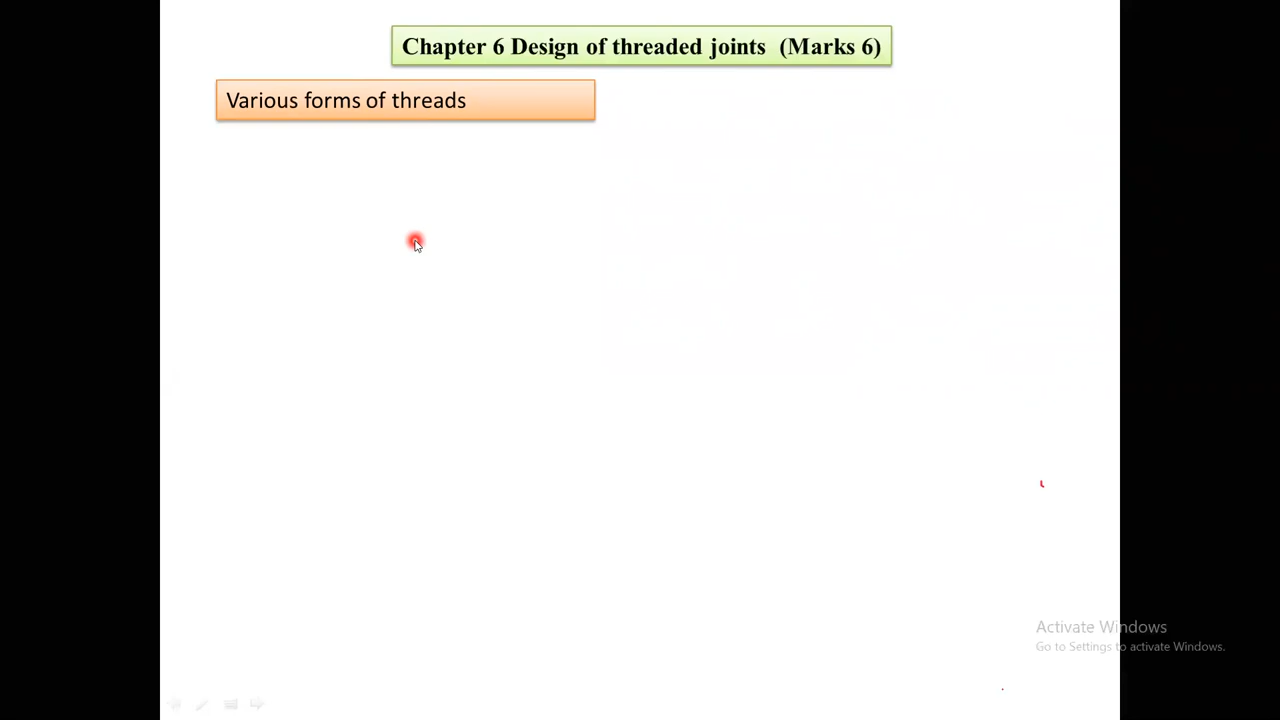 Chapter 6 Design of threaded joints (Marks 6)
Various forms of threads
Activate Windows
Go to Settings to activate Windows.